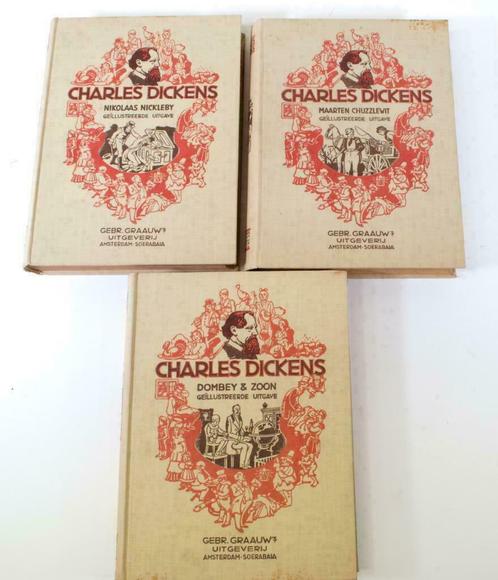 CHARLES DICKENS
NIKOLAAS NICKLEBY
GEÏLLUSTREERDE UITGAVE
GEBR. GRAAUW'S
UITGEVERIJ
AMSTERDAM-SOERABAIA
CHARLES DICKENS
MAARTEN CHUZZLEWIT
GEÏLLUSTREERDE UITGAVE
GEBR. GRAAUW'S
UITGEVERIJ
AMSTERDAM-SOERABAIA
CHARLES DICKENS
DOMBEY & ZOON
GEÏLLUSTREERDE UITGAVE
GEBR. GRAAUW'S
UITGEVERIJ
AMSTERDAM-SOERABAIA